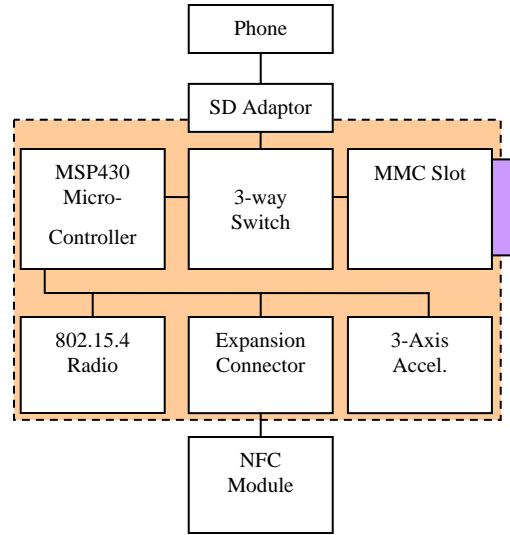 Phone
SD Adaptor
MSP430
Micro-
Controller
3-way
Switch
MMC Slot
802.15.4
Radio
Expansion
Connector
3-Axis
Accel.
NFC
Module